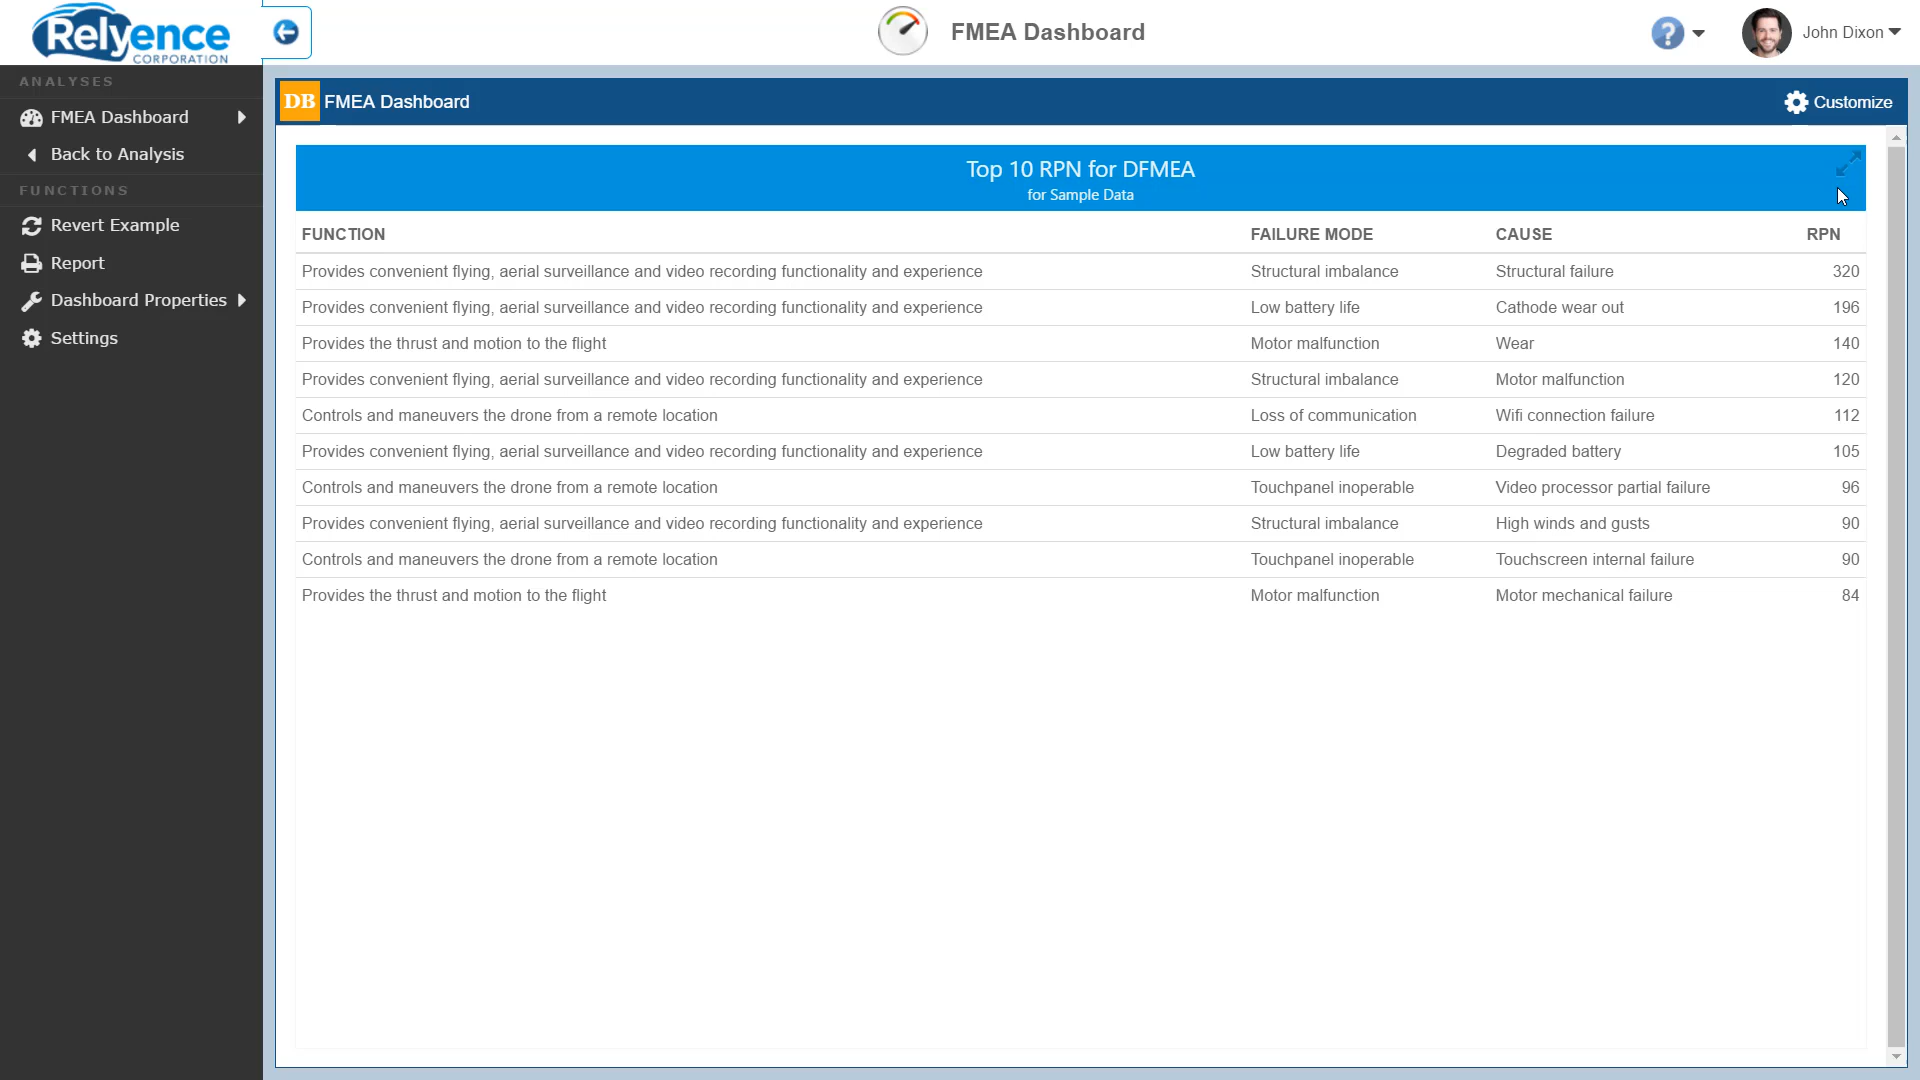 Relyence
CORPORATION
FMEA Dashboard
?
John Dixon
ANALYSES
FMEA Dashboard
Back to Analysis
FUNCTIONS
Revert Example
Report
Dashboard Properties
Settings
DB FMEA Dashboard
Customize
Top 10 RPN for DFMEA
for Sample Data
FUNCTION FAILURE MODE CAUSE RPN
Provides convenient flying, aerial surveillance and video recording functionality and experience Structural imbalance Structural failure 320
Provides convenient flying, aerial surveillance and video recording functionality and experience Low battery life Cathode wear out 196
Provides the thrust and motion to the flight Motor malfunction Wear 140
Provides convenient flying, aerial surveillance and video recording functionality and experience Structural imbalance Motor malfunction 120
Controls and maneuvers the drone from a remote location Loss of communication Wifi connection failure 112
Provides convenient flying, aerial surveillance and video recording functionality and experience Low battery life Degraded battery 105
Controls and maneuvers the drone from a remote location Touchpanel inoperable Video processor partial failure 96
Provides convenient flying, aerial surveillance and video recording functionality and experience Structural imbalance High winds and gusts 90
Controls and maneuvers the drone from a remote location Touchpanel inoperable Touchscreen internal failure 90
Provides the thrust and motion to the flight Motor malfunction Motor mechanical failure 84